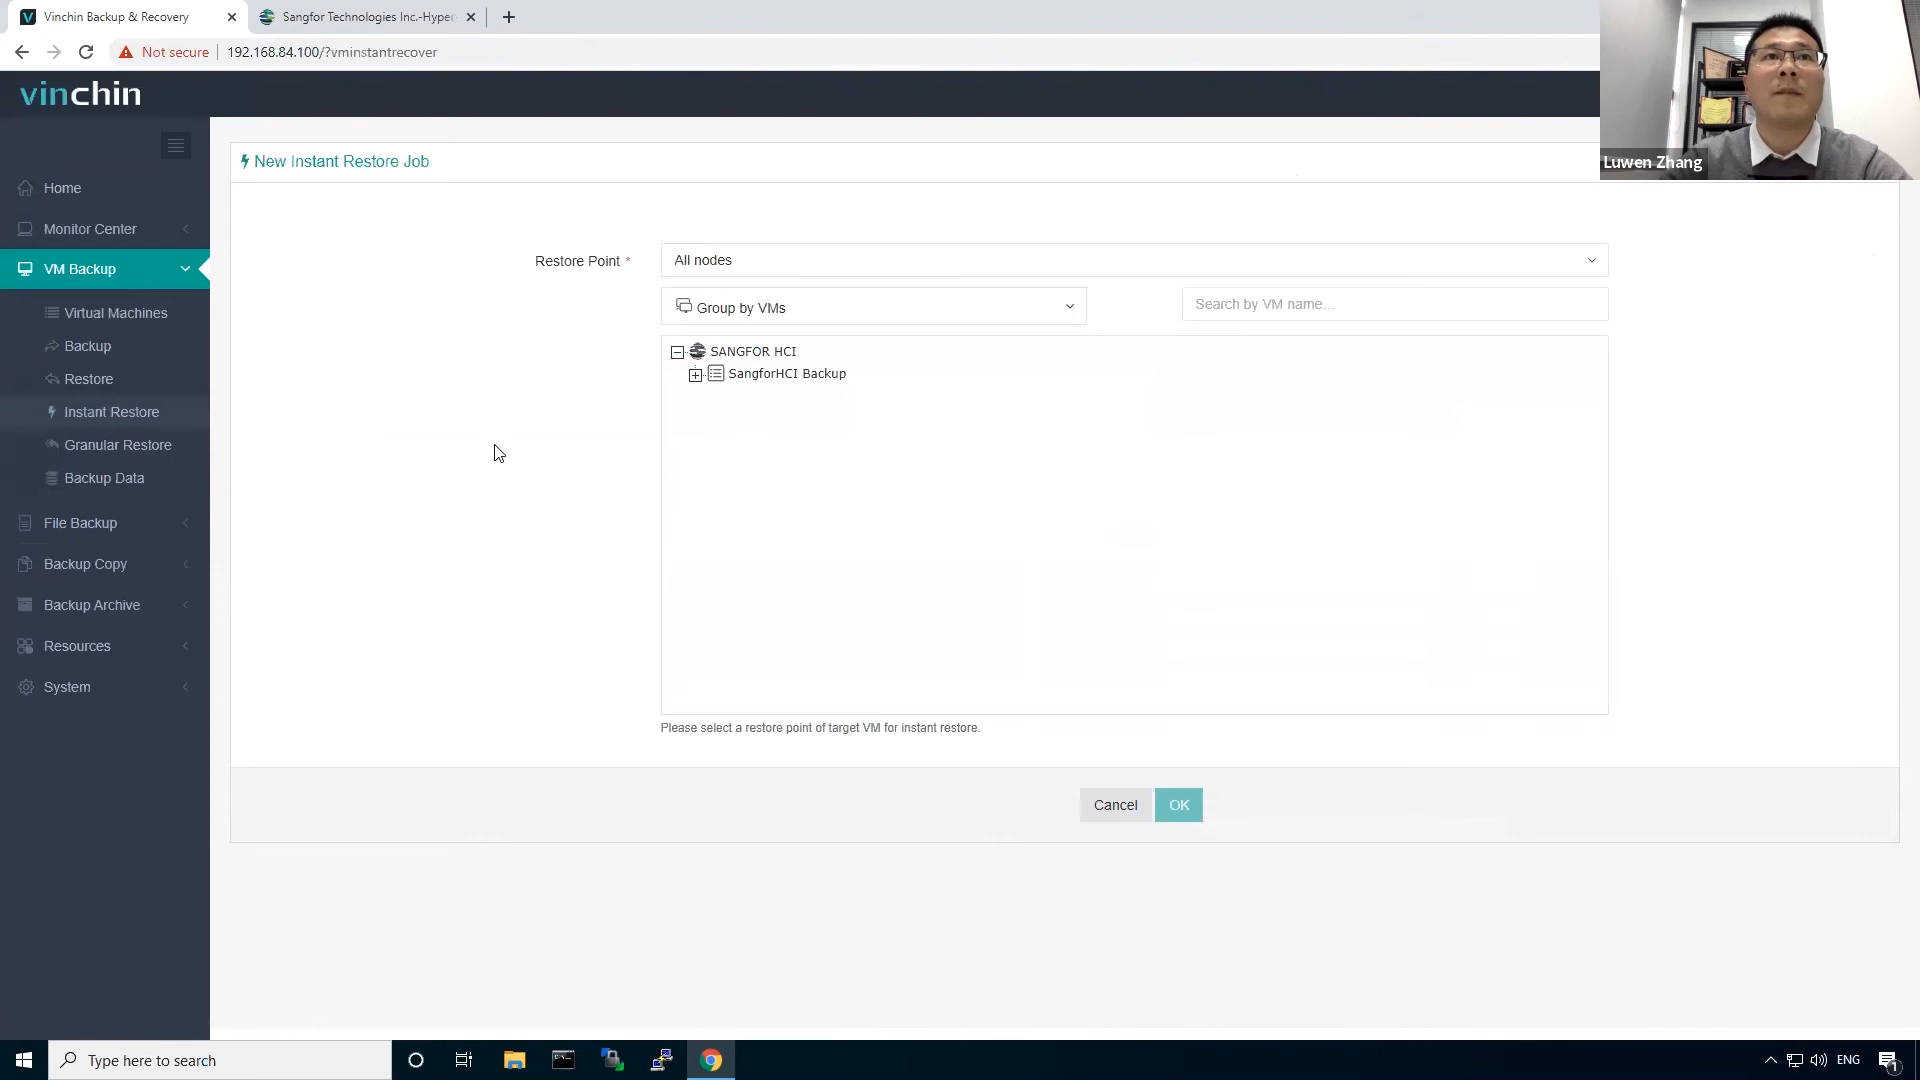 Vinchin Backup & Recovery
Sangfor Technologies Inc.-Hyper
Not secure
192.168.84.100/?vminstantrecover
vinchin
Luwen Zhang
New Instant Restore Job
Home
Monitor Center
VM Backup
Virtual Machines
Backup
Restore
Instant Restore
Granular Restore
Backup Data
File Backup
Backup Copy
Backup Archive
Resources
System
Restore Point *
All nodes
Group by VMs
Search by VM name...
SANGFOR HCI
SangforHCI Backup
Please select a restore point of target VM for instant restore.
Cancel
OK
Type here to search
ENG
1